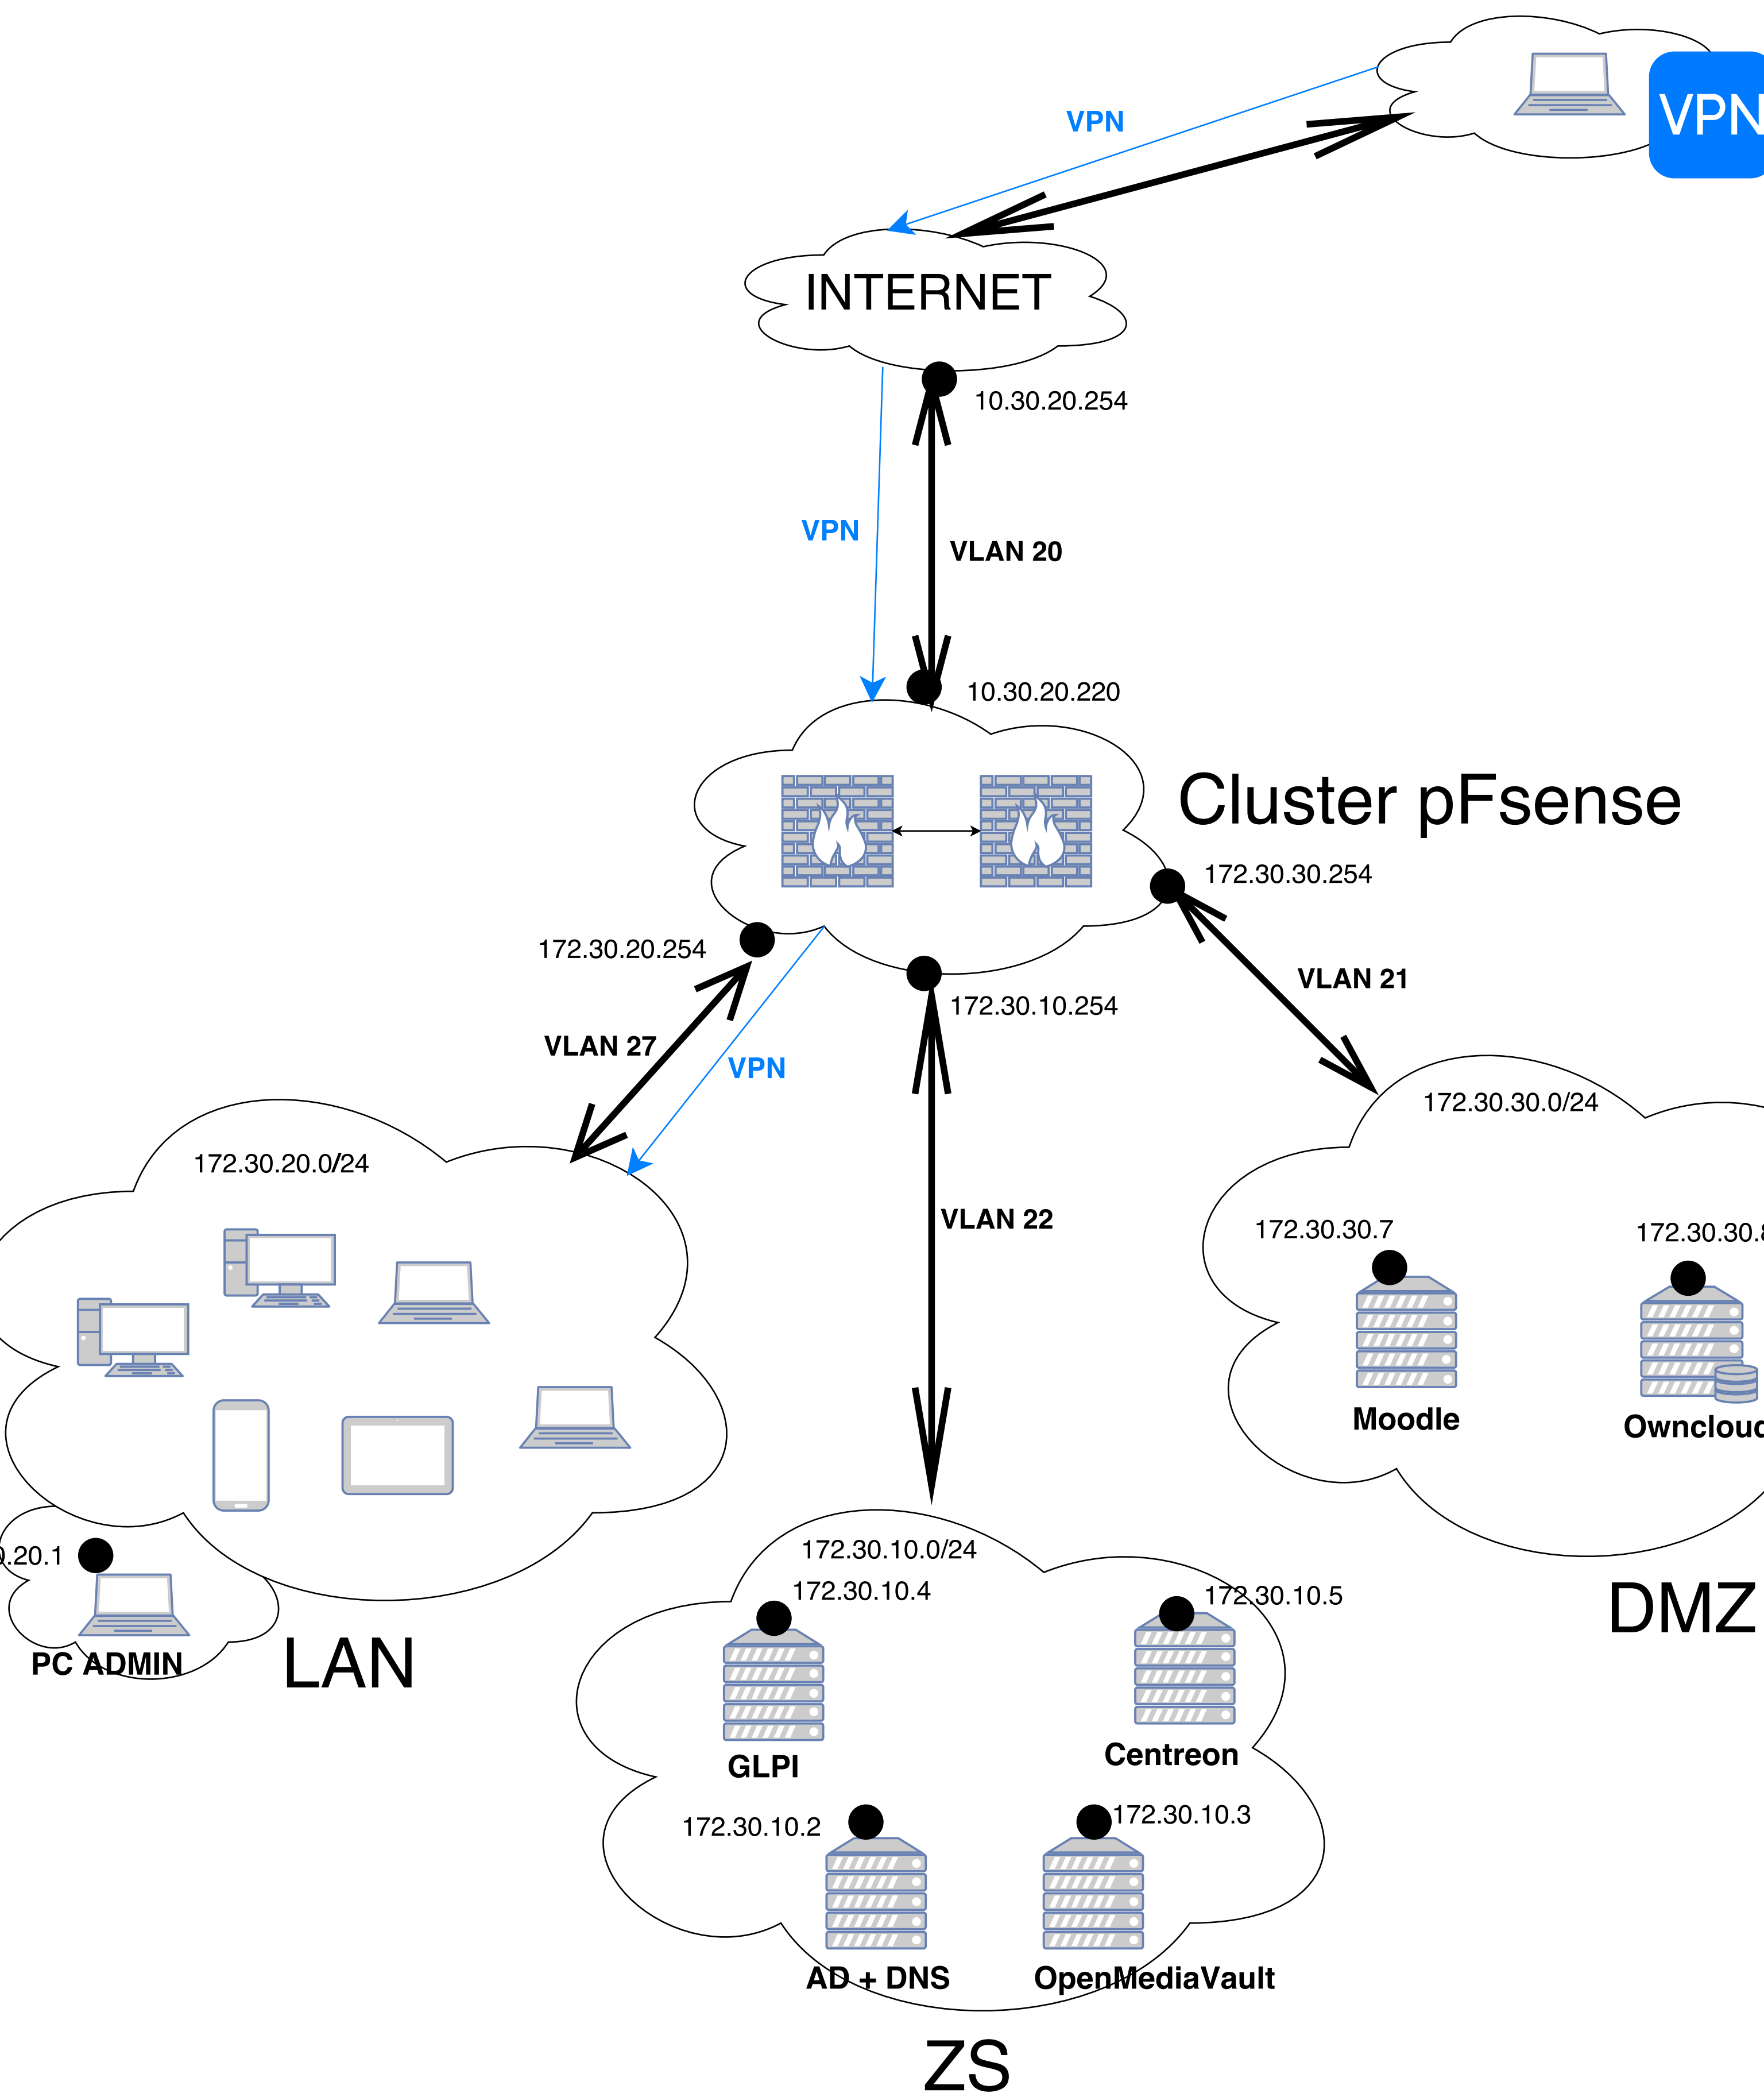 VPN
VPN
INTERNET
10.30.20.254
VPN
VLAN 20
10.30.20.220
Cluster pFsense
172.30.30.254
172.30.20.254
172.30.10.254
VLAN 21
VLAN 27
VPN
172.30.30.0/24
172.30.20.0/24
VLAN 22
172.30.30.7
172.30.30.
Moodle
Owncloud
172.30.10.0/24
.20.1
172.30.10.4
172.30.10.5
DMZ
PC ADMIN
LAN
GLPI
Centreon
172.30.10.2
172.30.10.3
AD + DNS
OpenMediaVault
ZS